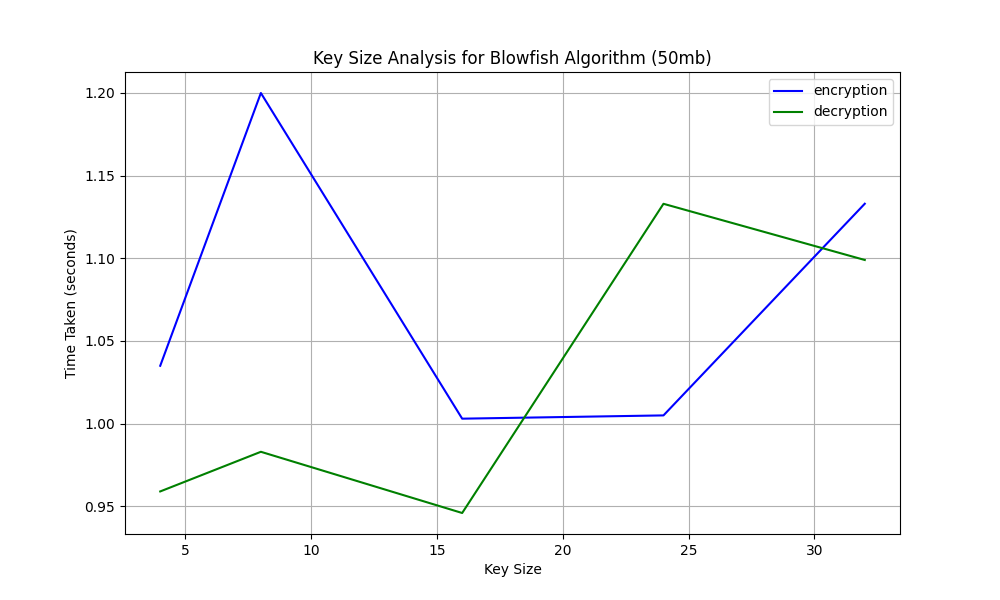 Key Size Analysis for Blowfish Algorithm (50mb)
encryption
decryption
1.20
1.15
1.10
1.05
1.00
0.95
Time Taken (seconds)
5 10 15 20 25 30
Key Size